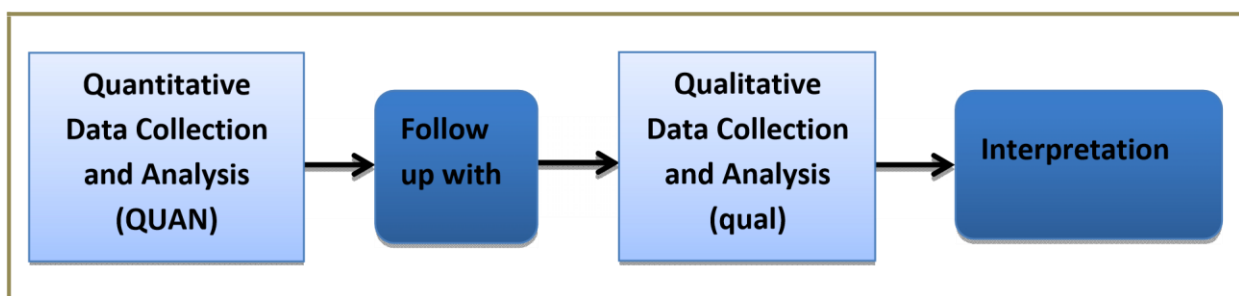 Quantitative
Data Collection
and Analysis
(QUAN)
Follow
up with
Qualitative
Data Collection
and Analysis
(qual)
Interpretation